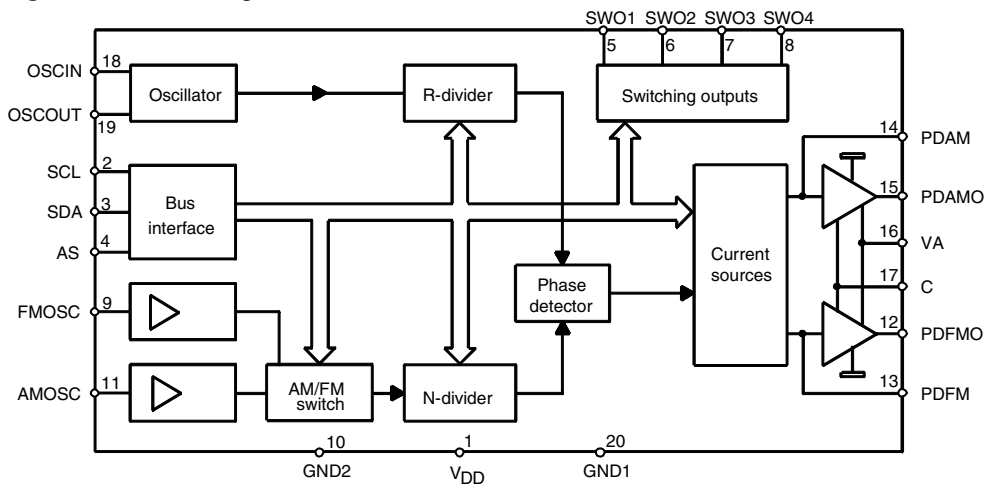 SWO1 SWO2 SWO3 SWO4
5 6 7 8
OSCIN 18
OSCOUT 19
Oscillator
R-divider
Switching outputs
14 PDAM
SCL 2
SDA 3
AS 4
Bus
interface
15 PDAMO
16 VA
17 C
Current
sources
Phase
detector
FMOSC 9
12 PDFMO
AMOSC 11
AM/FM
switch
N-divider
13 PDFM
10 1 20
GND2 VDD GND1